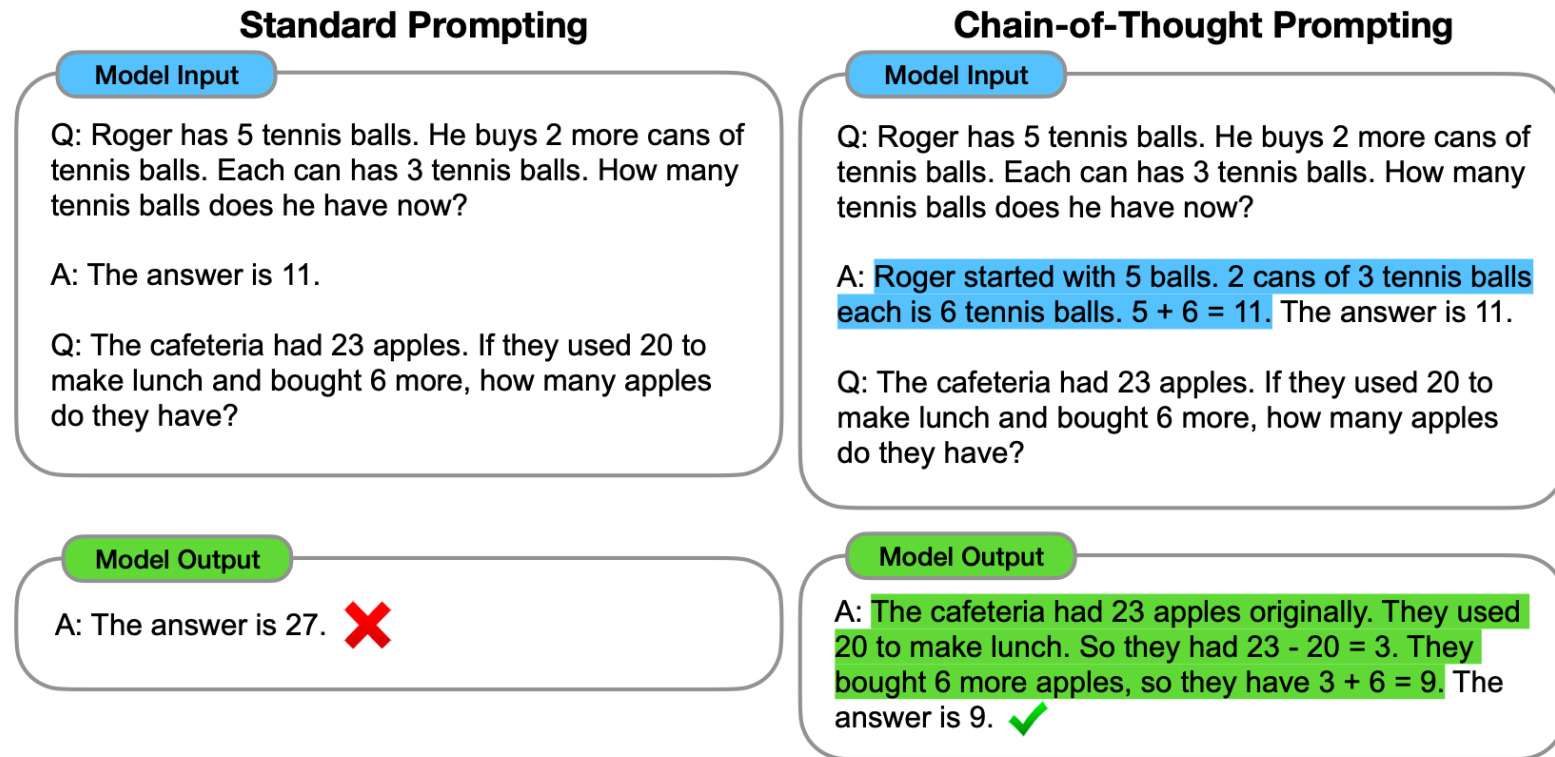 Standard Prompting
Model Input
Q: Roger has 5 tennis balls. He buys 2 more cans of
tennis balls. Each can has 3 tennis balls. How many
tennis balls does he have now?
A: The answer is 11.
Q: The cafeteria had 23 apples. If they used 20 to
make lunch and bought 6 more, how many apples
do they have?
Model Output
A: The answer is 27.
Chain-of-Thought Prompting
Model Input
Q: Roger has 5 tennis balls. He buys 2 more cans of
tennis balls. Each can has 3 tennis balls. How many
tennis balls does he have now?
A: Roger started with 5 balls. 2 cans of 3 tennis balls
each is 6 tennis balls. 5 + 6 = 11. The answer is 11.
Q: The cafeteria had 23 apples. If they used 20 to
make lunch and bought 6 more, how many apples
do they have?
Model Output
A: The cafeteria had 23 apples originally. They used
20 to make lunch. So they had 23 - 20 = 3. They
bought 6 more apples, so they have 3 + 6 = 9. The
answer is 9.